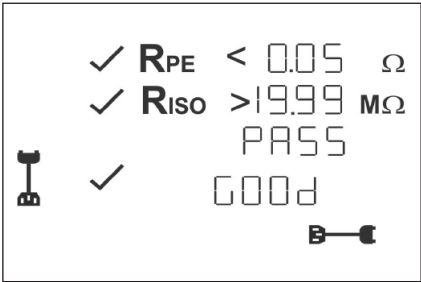 ✓ RPE < 0.05 Ω
✓ RISO >19.99 MΩ
PASS
✓ GOOd